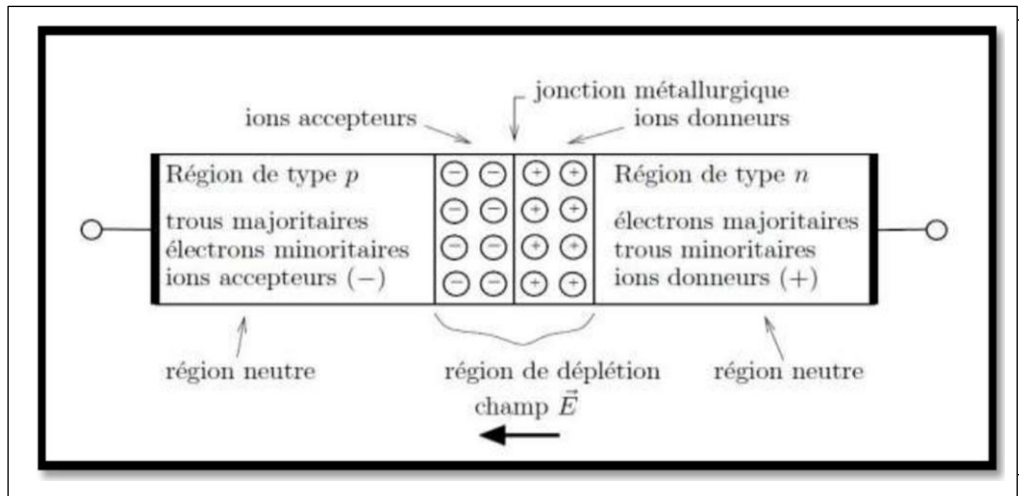 jonction métallurgique
ions accepteurs
ions donneurs
Région de type p
trous majoritaires
électrons minoritaires
ions accepteurs (−)
− − + +
− − + +
− − + +
− − + +
Région de type n
électrons majoritaires
trous minoritaires
ions donneurs (+)
région neutre
région de déplétion
champ E⃗
région neutre